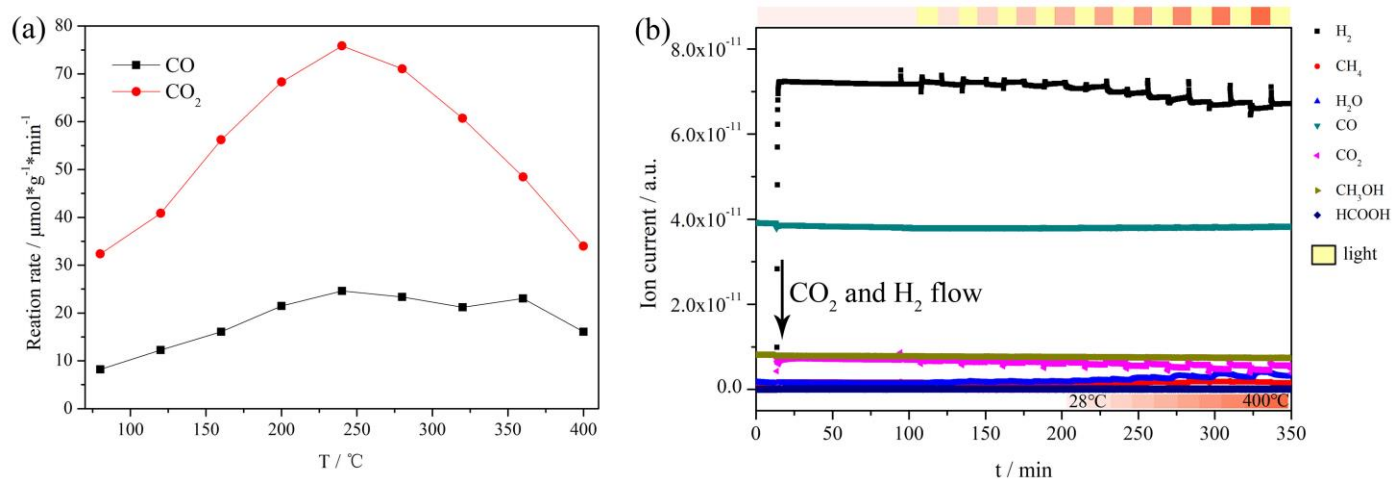 (a)
80
70
60
50
40
30
20
10
0
Reation rate / μmol*g⁻¹*min⁻¹
CO
CO₂
100 150 200 250 300 350 400
T / ℃
(b)
8.0x10⁻¹¹
6.0x10⁻¹¹
4.0x10⁻¹¹
2.0x10⁻¹¹
0.0
Ion current / a.u.
CO₂ and H₂ flow
28℃ 400℃
0 50 100 150 200 250 300 350
t / min
H₂
CH₄
H₂O
CO
CO₂
CH₃OH
HCOOH
light